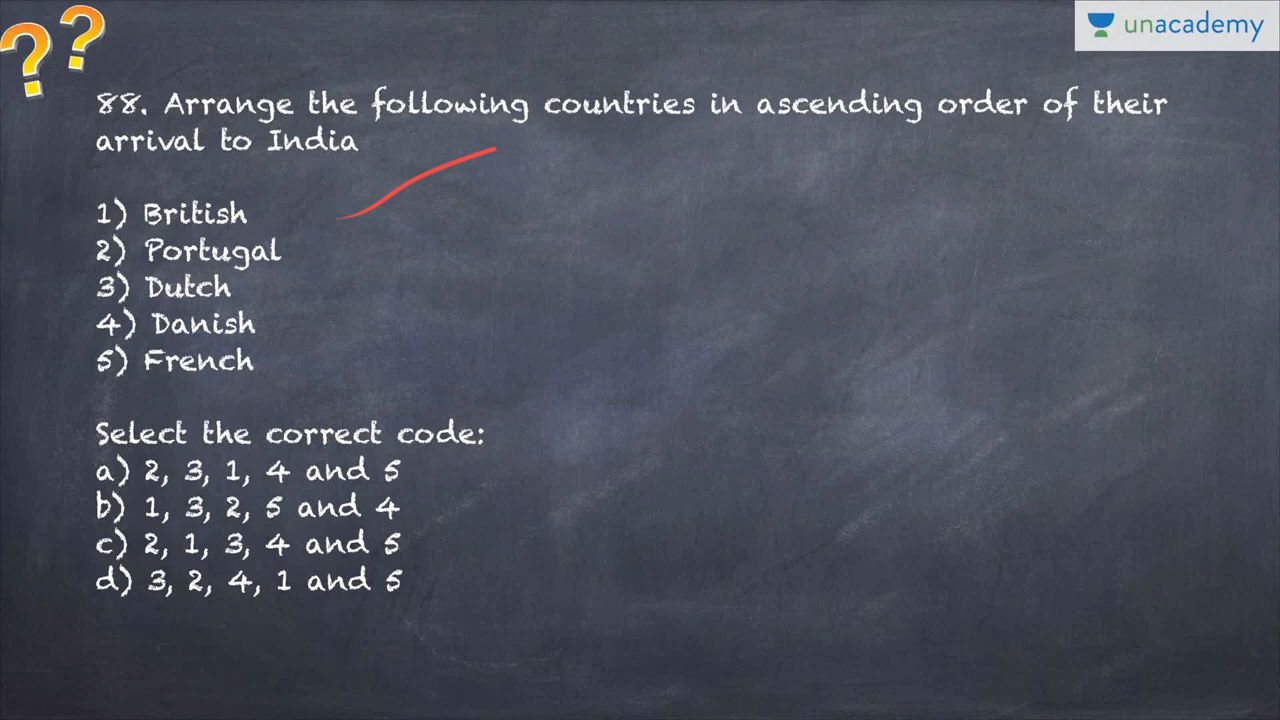 unacademy
88. Arrange the following countries in ascending order of their
arrival to India
1) British
2) Portugal
3) Dutch
4) Danish
5) French
Select the correct code:
a) 2, 3, 1, 4 and 5
b) 1, 3, 2, 5 and 4
c) 2, 1, 3, 4 and 5
d) 3, 2, 4, 1 and 5